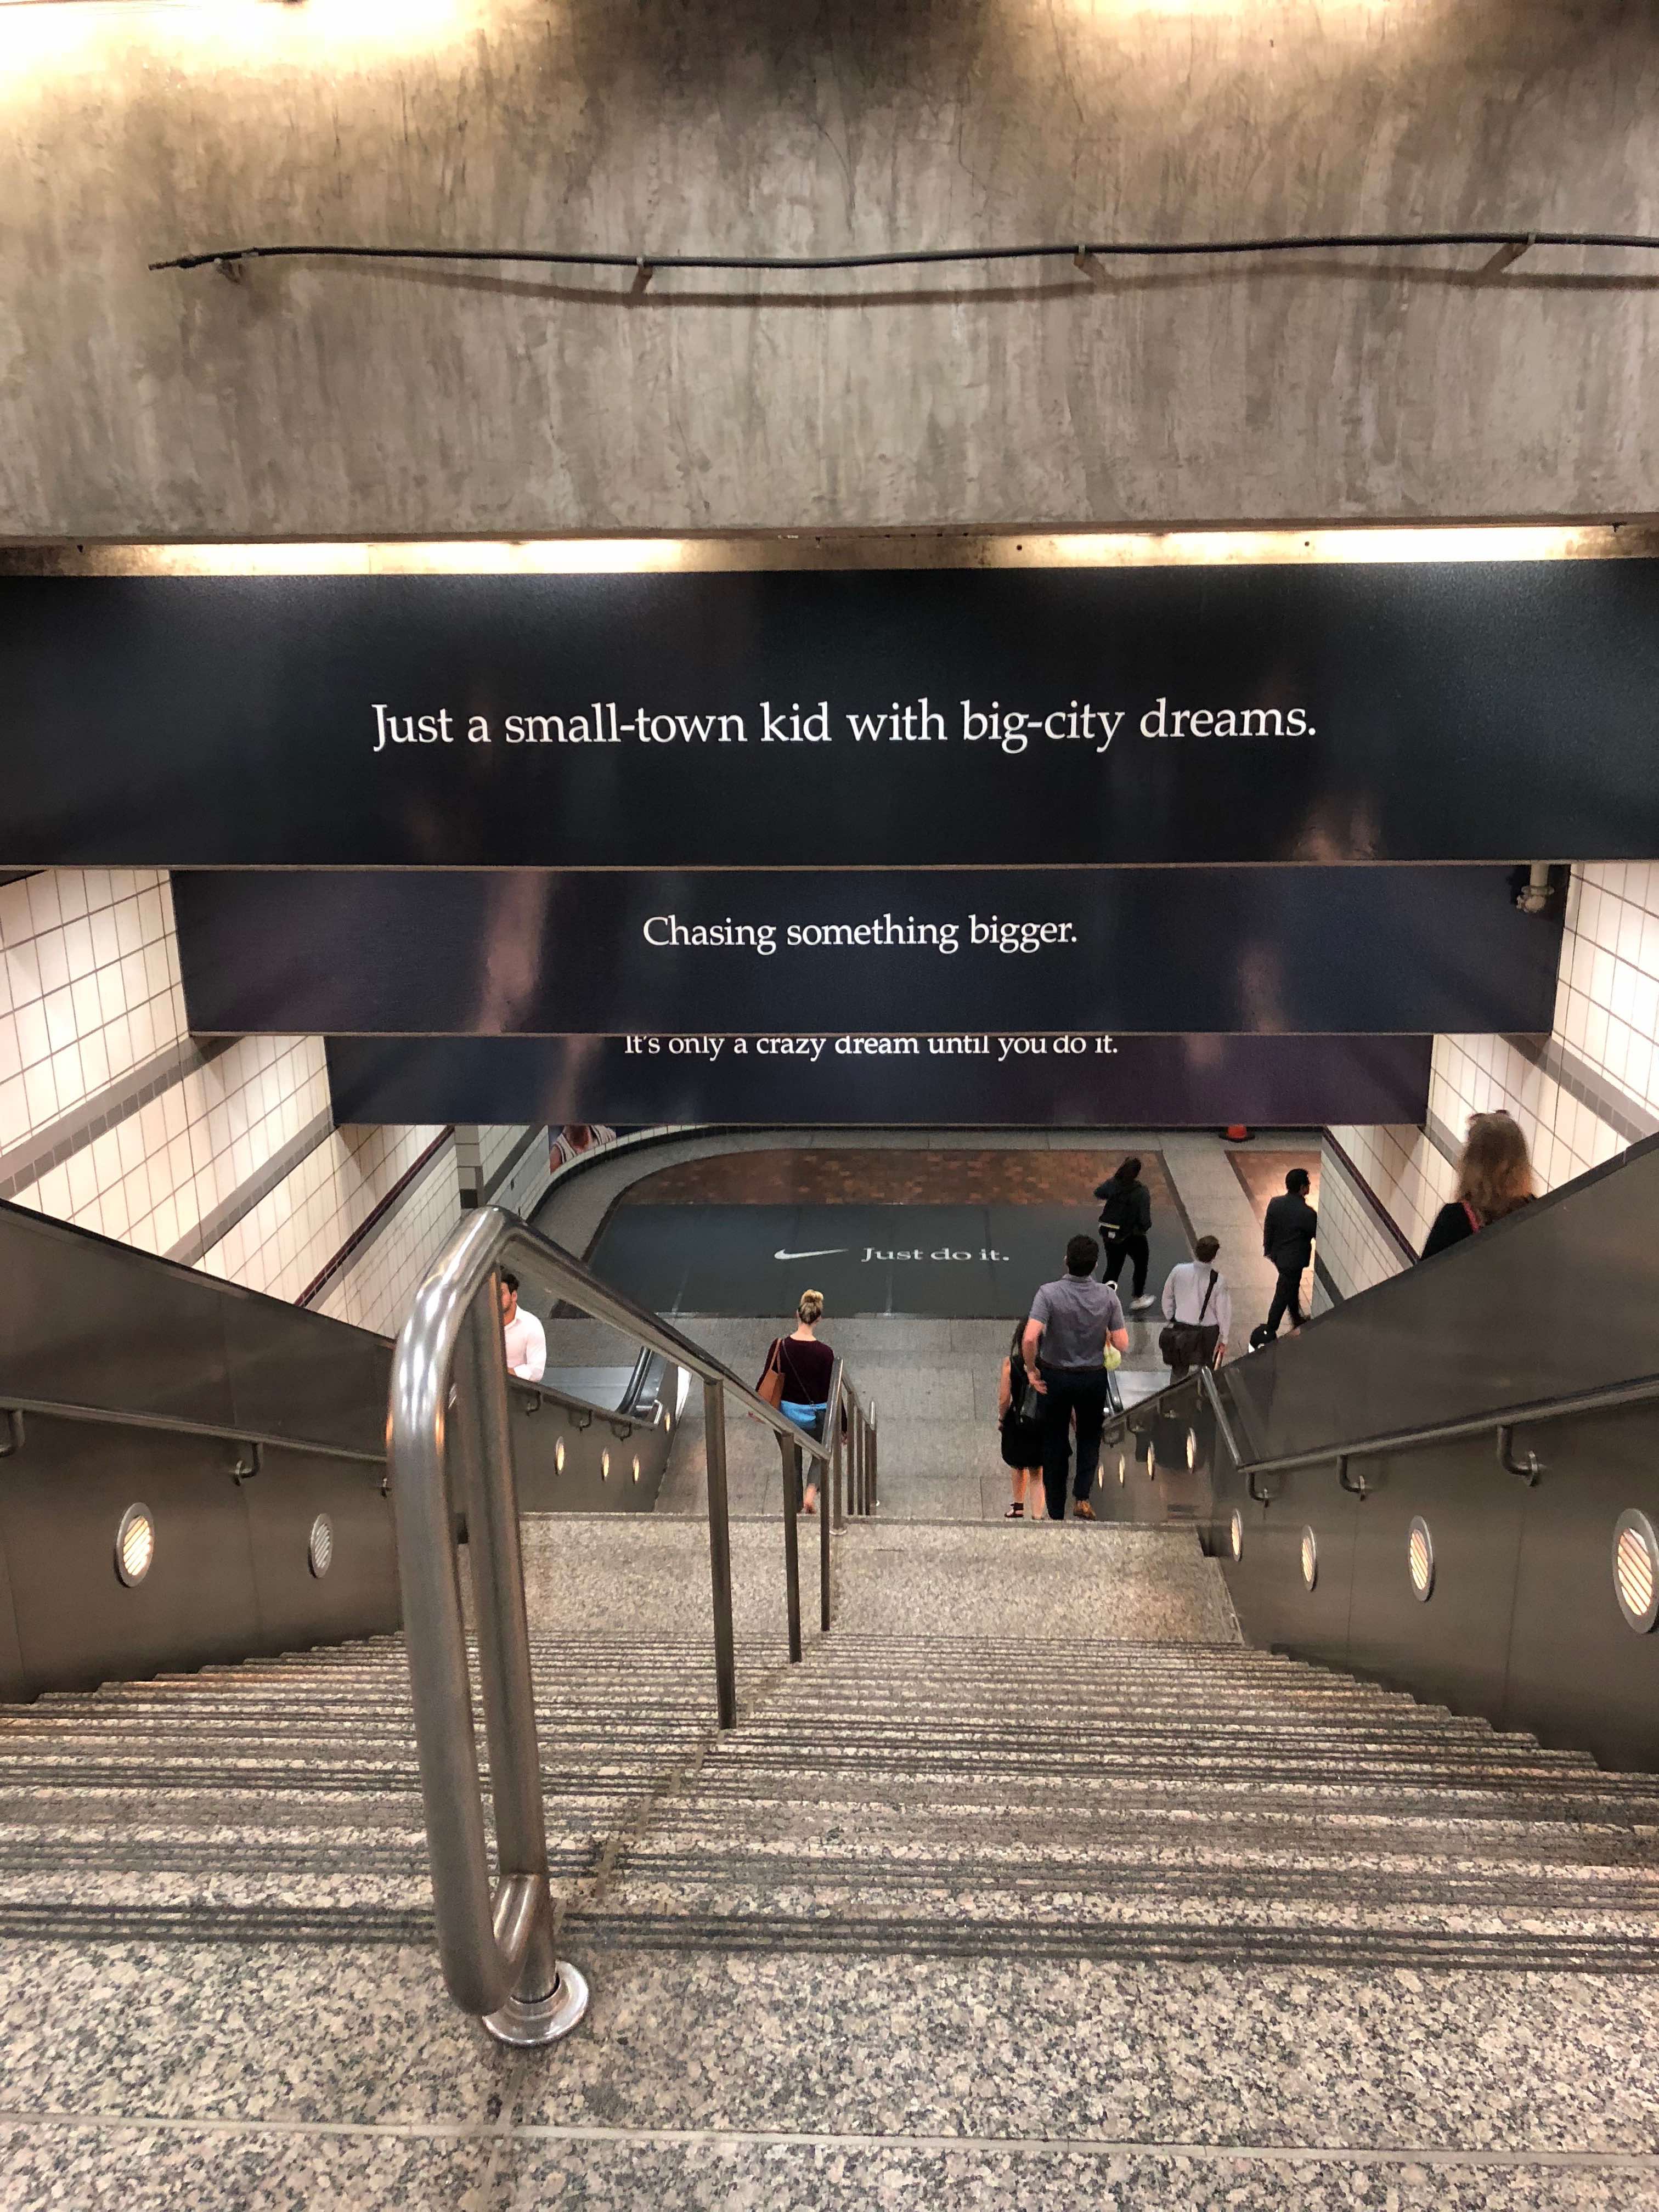 Just a small-town kid with big-city dreams.
Chasing something bigger.
It's only a crazy dream until you do it.
Just do it.